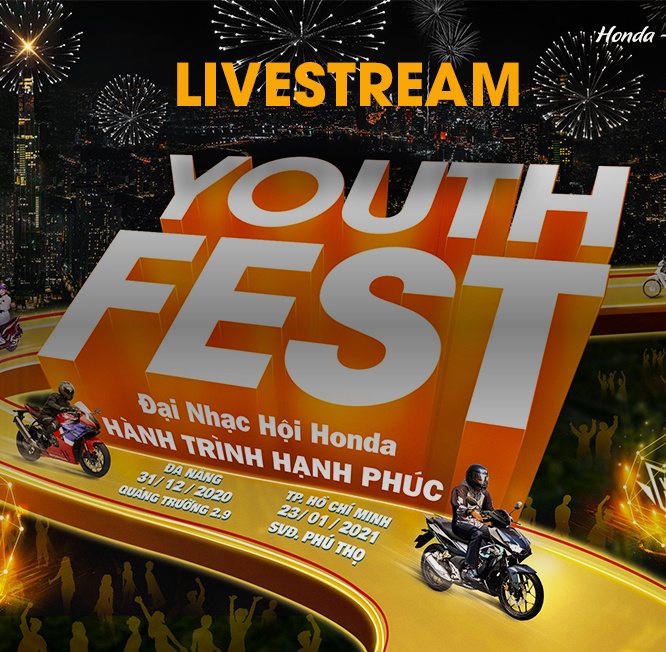 Honda -
LIVESTREAM
YOUTH
FEST
Đại Nhạc Hội Honda
HÀNH TRÌNH HẠNH PHÚC
ĐÀ NẴNG
31/12/2020
QUẢNG TRƯỜNG 2.9
TP. HỒ CHÍ MINH
23/01/2021
SVĐ. PHÚ THỌ